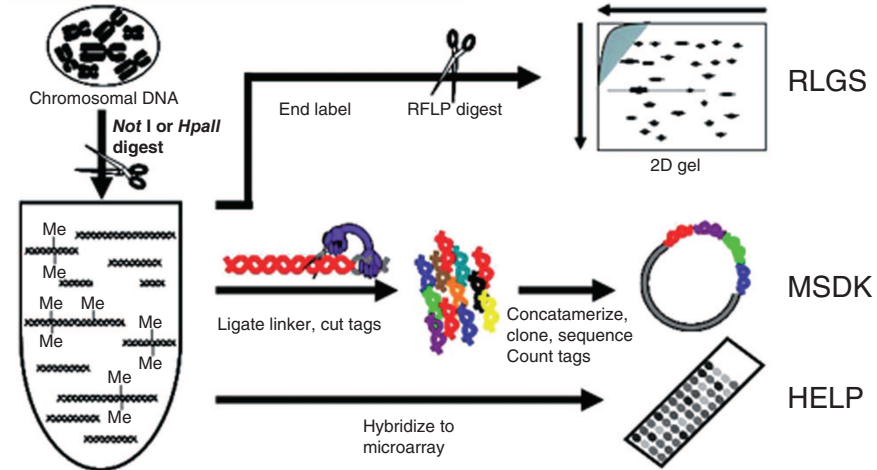 Chromosomal DNA
Not I or HpaII
digest
End label
RFLP digest
2D gel
RLGS
Me
Me
Me
Me
Me
Me
Me
Me
Me
Ligate linker, cut tags
Concatamerize,
clone, sequence
Count tags
MSDK
Hybridize to
microarray
HELP